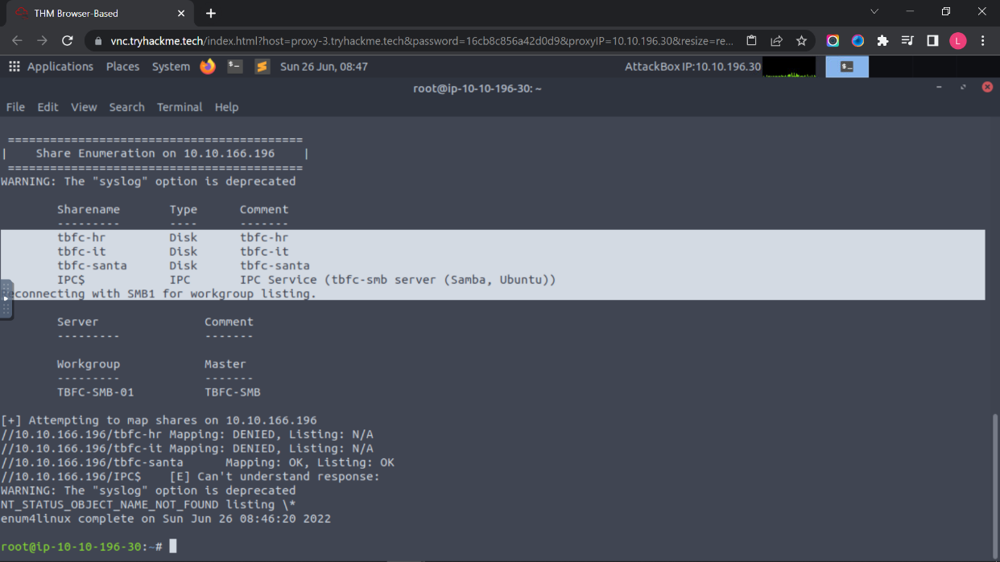 THM Browser-Based
vnc.tryhackme.tech/index.html?host=proxy-3.tryhackme.tech&password=16cb8c856a42d0d9&proxyIP=10.10.196.30&resize=re...
L
Applications Places System Sun 26 Jun, 08:47 AttackBox IP:10.10.196.30
root@ip-10-10-196-30: ~
File Edit View Search Terminal Help
==========================================
| Share Enumeration on 10.10.166.196 |
==========================================
WARNING: The "syslog" option is deprecated
Sharename Type Comment
--------- ---- -------
tbfc-hr Disk tbfc-hr
tbfc-it Disk tbfc-it
tbfc-santa Disk tbfc-santa
IPC$ IPC IPC Service (tbfc-smb server (Samba, Ubuntu))
econnecting with SMB1 for workgroup listing.
Server Comment
--------- -------
Workgroup Master
--------- -------
TBFC-SMB-01 TBFC-SMB
[+] Attempting to map shares on 10.10.166.196
//10.10.166.196/tbfc-hr Mapping: DENIED, Listing: N/A
//10.10.166.196/tbfc-it Mapping: DENIED, Listing: N/A
//10.10.166.196/tbfc-santa Mapping: OK, Listing: OK
//10.10.166.196/IPC$ [E] Can't understand response:
WARNING: The "syslog" option is deprecated
NT_STATUS_OBJECT_NAME_NOT_FOUND listing \*
enum4linux complete on Sun Jun 26 08:46:20 2022
root@ip-10-10-196-30:~#